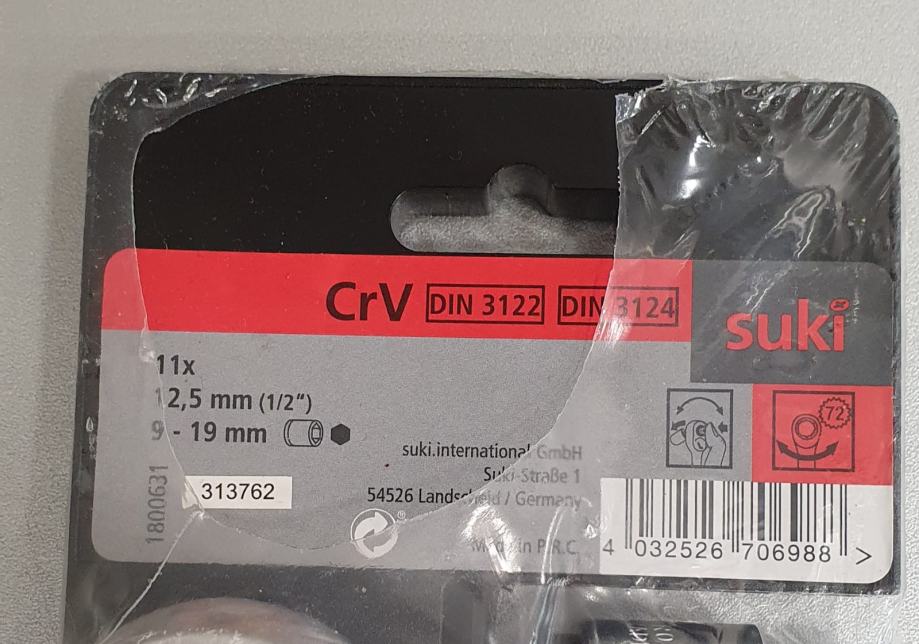 CrV DIN 3122 DIN 3124
suki
11x
12,5 mm (1/2")
9 - 19 mm
72
suki.international GmbH
Suki-Straße 1
54526 Landscheid / Germany
1800631
313762
Made in P.R.C.
4 032526 706988 >